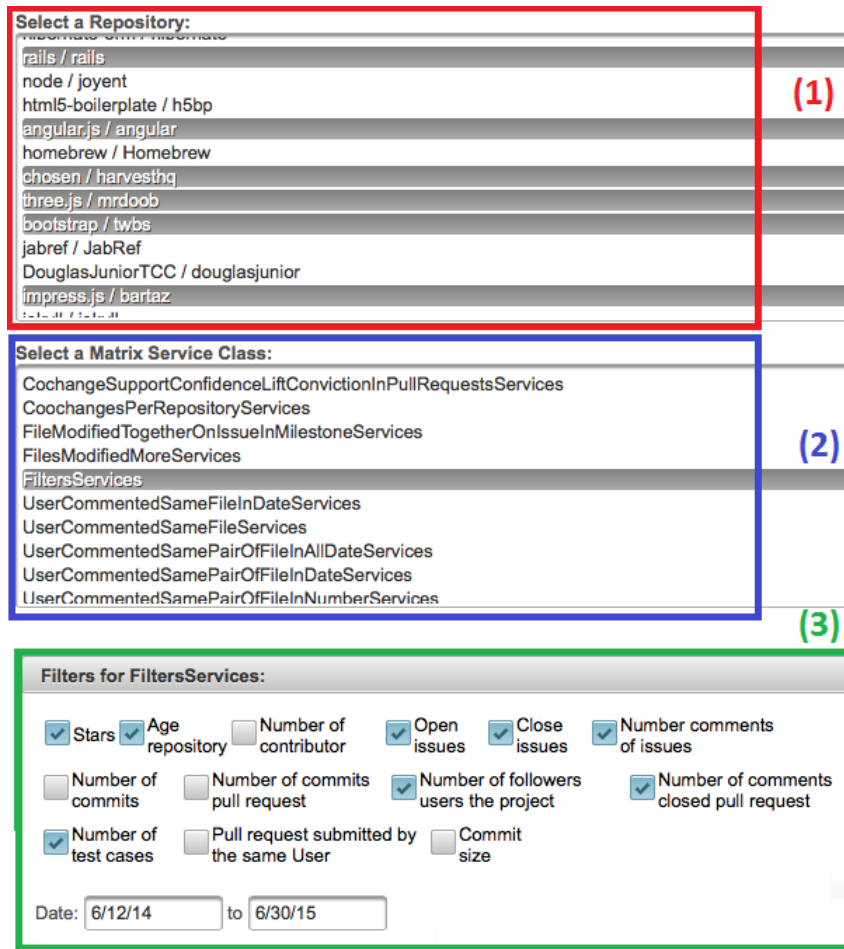 Select a Repository:
rails / rails
node / joyent
html5-boilerplate / h5bp
angular.js / angular
homebrew / Homebrew
chosen / harvesthq
three.js / mrdoob
bootstrap / twbs
jabref / JabRef
DouglasJuniorTCC / douglasjunior
impress.js / bartaz
(1)
Select a Matrix Service Class:
CochangeSupportConfidenceLiftConvictionInPullRequestsServices
CoochangesPerRepositoryServices
FileModifiedTogetherOnIssueInMilestoneServices
FilesModifiedMoreServices
FiltersServices
UserCommentedSameFileInDateServices
UserCommentedSameFileServices
UserCommentedSamePairOfFileInAllDateServices
UserCommentedSamePairOfFileInDateServices
UserCommentedSamePairOfFileInNumberServices
(2)
(3)
Filters for FiltersServices:
Stars
Age
repository
Number of
contributor
Open
issues
Close
issues
Number comments
of issues
Number of
commits
Number of commits
pull request
Number of followers
users the project
Number of comments
closed pull request
Number of
test cases
Pull request submitted by
the same User
Commit
size
Date: 6/12/14 to 6/30/15